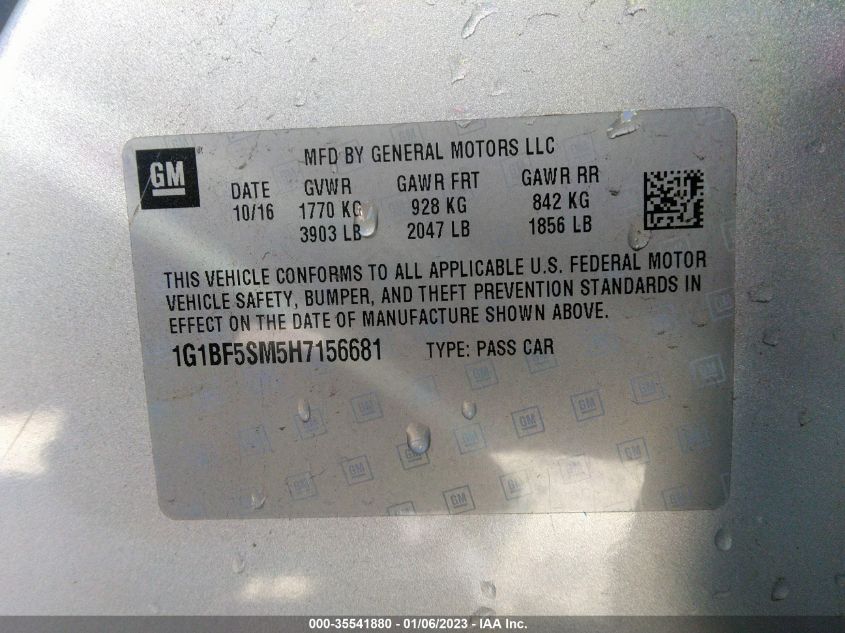 GM
MFD BY GENERAL MOTORS LLC
DATE GVWR GAWR FRT GAWR RR
10/16 1770 KG 928 KG 842 KG
3903 LB 2047 LB 1856 LB
THIS VEHICLE CONFORMS TO ALL APPLICABLE U.S. FEDERAL MOTOR
VEHICLE SAFETY, BUMPER, AND THEFT PREVENTION STANDARDS IN
EFFECT ON THE DATE OF MANUFACTURE SHOWN ABOVE.
1G1BF5SM5H7156681 TYPE: PASS CAR
000-35541880 - 01/06/2023 - IAA Inc.